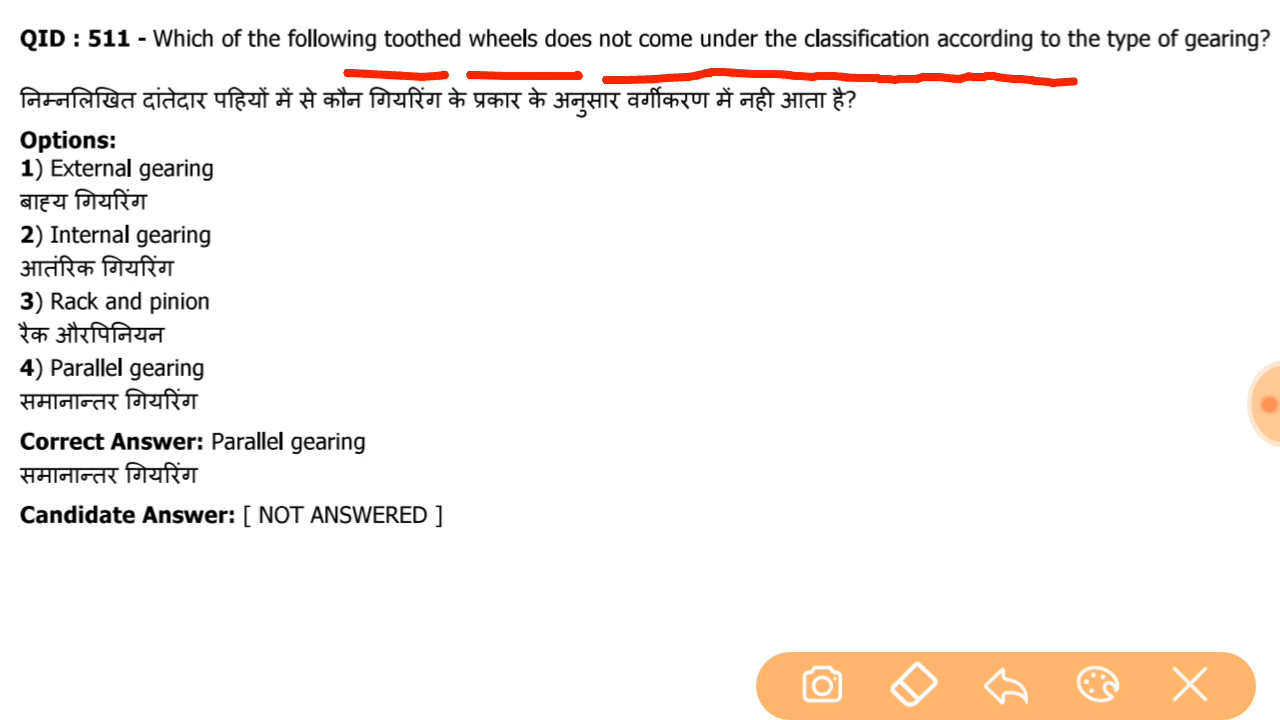 QID : 511 - Which of the following toothed wheels does not come under the classification according to the type of gearing?
निम्नलिखित दांतेदार पहियों में से कौन गियरिंग के प्रकार के अनुसार वर्गीकरण में नही आता है?
Options:
1) External gearing
बाह्य गियरिंग
2) Internal gearing
आतंरिक गियरिंग
3) Rack and pinion
रैक औरपिनियन
4) Parallel gearing
समानान्तर गियरिंग
Correct Answer: Parallel gearing
समानान्तर गियरिंग
Candidate Answer: [ NOT ANSWERED ]